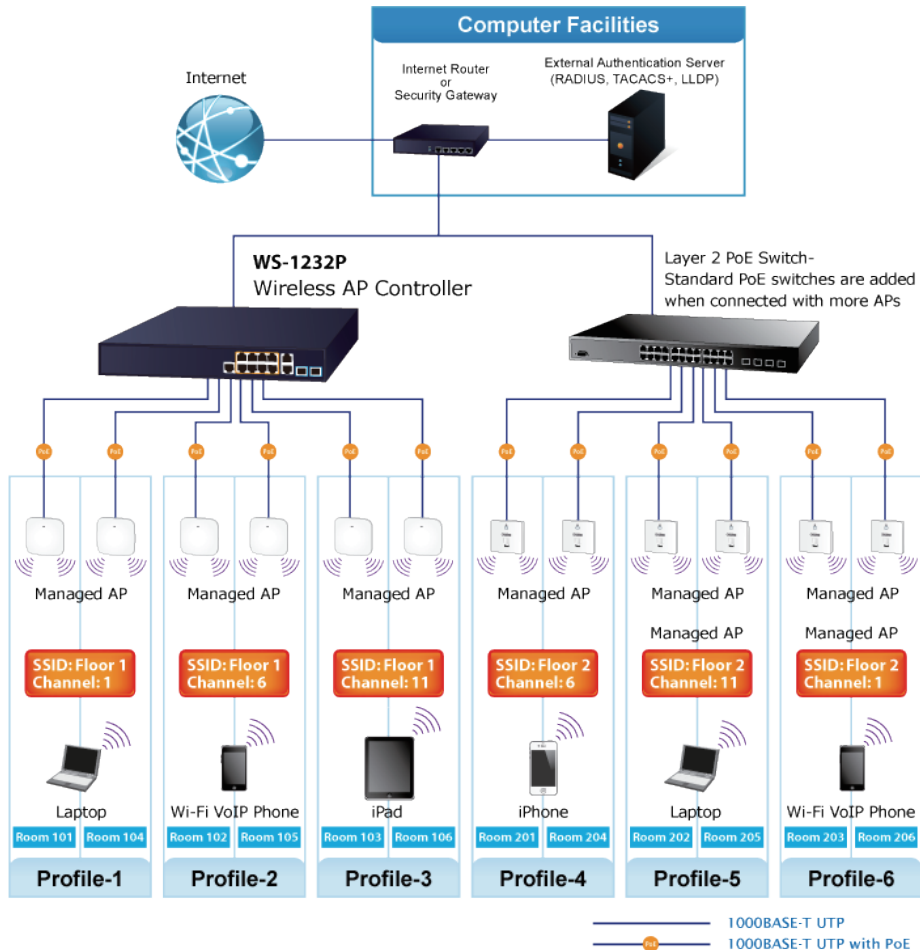 Computer Facilities
Internet
Internet Router
or
Security Gateway
External Authentication Server
(RADIUS, TACACS+, LLDP)
WS-1232P
Wireless AP Controller
Layer 2 PoE Switch-
Standard PoE switches are added
when connected with more APs
PoE PoE PoE PoE PoE PoE PoE PoE PoE PoE PoE PoE
Managed AP Managed AP Managed AP Managed AP Managed AP Managed AP
Managed AP Managed AP
SSID: Floor 1 SSID: Floor 1 SSID: Floor 1 SSID: Floor 2 SSID: Floor 2 SSID: Floor 2
Channel: 1 Channel: 6 Channel: 11 Channel: 6 Channel: 11 Channel: 1
Laptop Wi-Fi VoIP Phone iPad iPhone Laptop Wi-Fi VoIP Phone
Room 101 Room 104 Room 102 Room 105 Room 103 Room 106 Room 201 Room 204 Room 202 Room 205 Room 203 Room 206
Profile-1 Profile-2 Profile-3 Profile-4 Profile-5 Profile-6
1000BASE-T UTP
PoE 1000BASE-T UTP with PoE